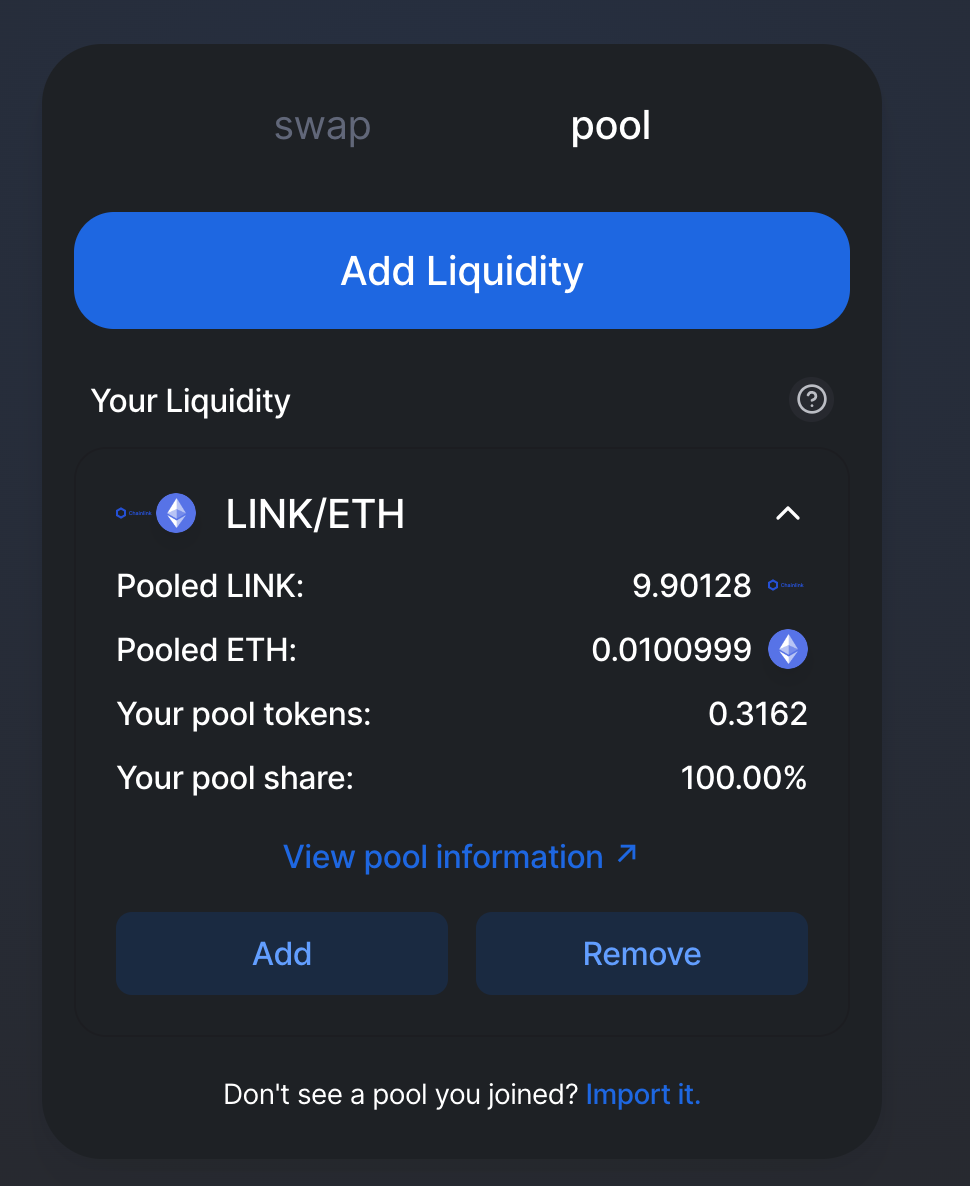 swap pool
Add Liquidity
Your Liquidity
?
Chainlink LINK/ETH
Pooled LINK: 9.90128 Chainlink
Pooled ETH: 0.0100999
Your pool tokens: 0.3162
Your pool share: 100.00%
View pool information ↗
Add Remove
Don't see a pool you joined? Import it.